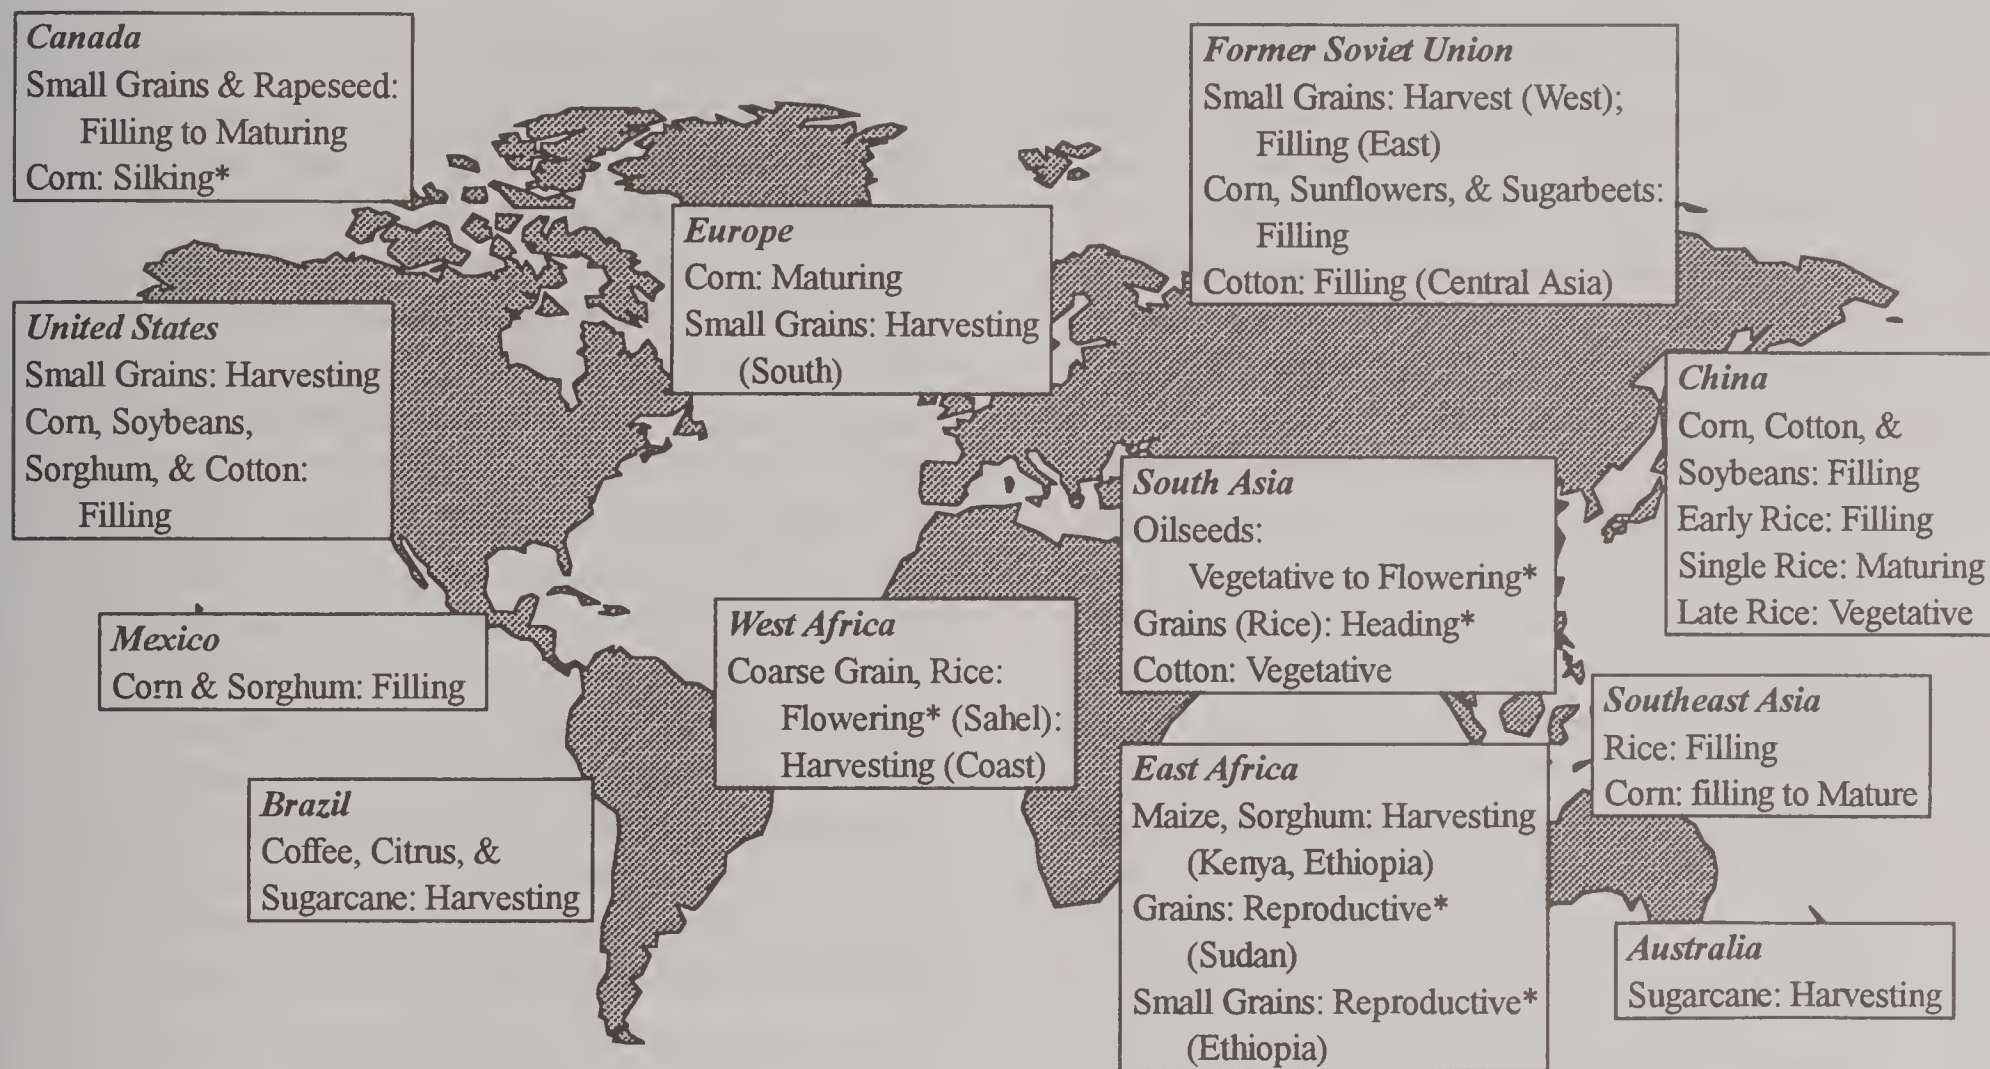 Canada
Small Grains & Rapeseed:
Filling to Maturing
Corn: Silking*
Former Soviet Union
Small Grains: Harvest (West);
Filling (East)
Corn, Sunflowers, & Sugarbeets:
Filling
Cotton: Filling (Central Asia)
Europe
Corn: Maturing
Small Grains: Harvesting
(South)
United States
Small Grains: Harvesting
Corn, Soybeans,
Sorghum, & Cotton:
Filling
China
Corn, Cotton, &
Soybeans: Filling
Early Rice: Filling
Single Rice: Maturing
Late Rice: Vegetative
South Asia
Oilseeds:
Vegetative to Flowering*
Grains (Rice): Heading*
Cotton: Vegetative
Mexico
Corn & Sorghum: Filling
West Africa
Coarse Grain, Rice:
Flowering* (Sahel):
Harvesting (Coast)
Southeast Asia
Rice: Filling
Corn: filling to Mature
Brazil
Coffee, Citrus, &
Sugarcane: Harvesting
East Africa
Maize, Sorghum: Harvesting
(Kenya, Ethiopia)
Grains: Reproductive*
(Sudan)
Small Grains: Reproductive*
(Ethiopia)
Australia
Sugarcane: Harvesting